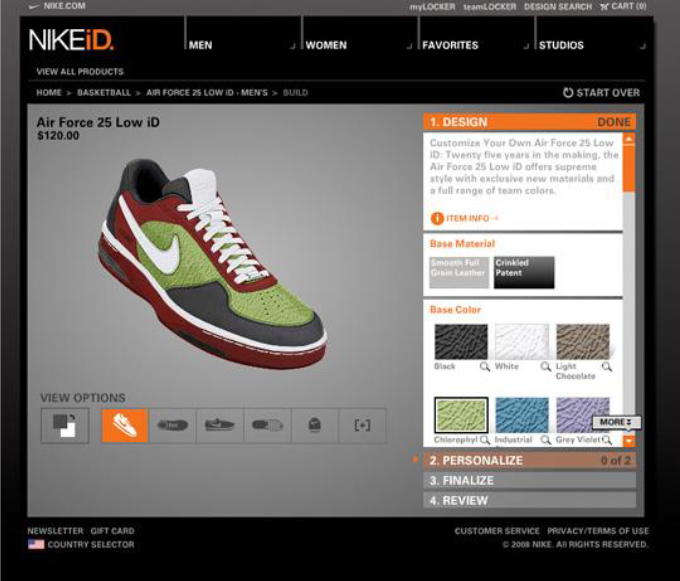 NIKE.COM
myLOCKER teamLOCKER DESIGN SEARCH CART (0)
NIKEiD.
MEN
WOMEN
FAVORITES
STUDIOS
VIEW ALL PRODUCTS
HOME > BASKETBALL > AIR FORCE 25 LOW iD - MEN'S > BUILD
START OVER
Air Force 25 Low iD
$120.00
1. DESIGN DONE
Customize Your Own Air Force 25 Low
iD: Twenty five years in the making, the
Air Force 25 Low iD offers supreme
style with exclusive new materials and
a full range of team colors.
ITEM INFO
Base Material
Smooth Full
Grain Leather
Crinkled
Patent
Base Color
Black
White
Light
Chocolate
Chlorophyl
Industrial
Grey Violet
MORE
VIEW OPTIONS
[+]
2. PERSONALIZE 0 of 2
3. FINALIZE
4. REVIEW
NEWSLETTER GIFT CARD
COUNTRY SELECTOR
CUSTOMER SERVICE PRIVACY/TERMS OF USE
© 2008 NIKE. All RIGHTS RESERVED.